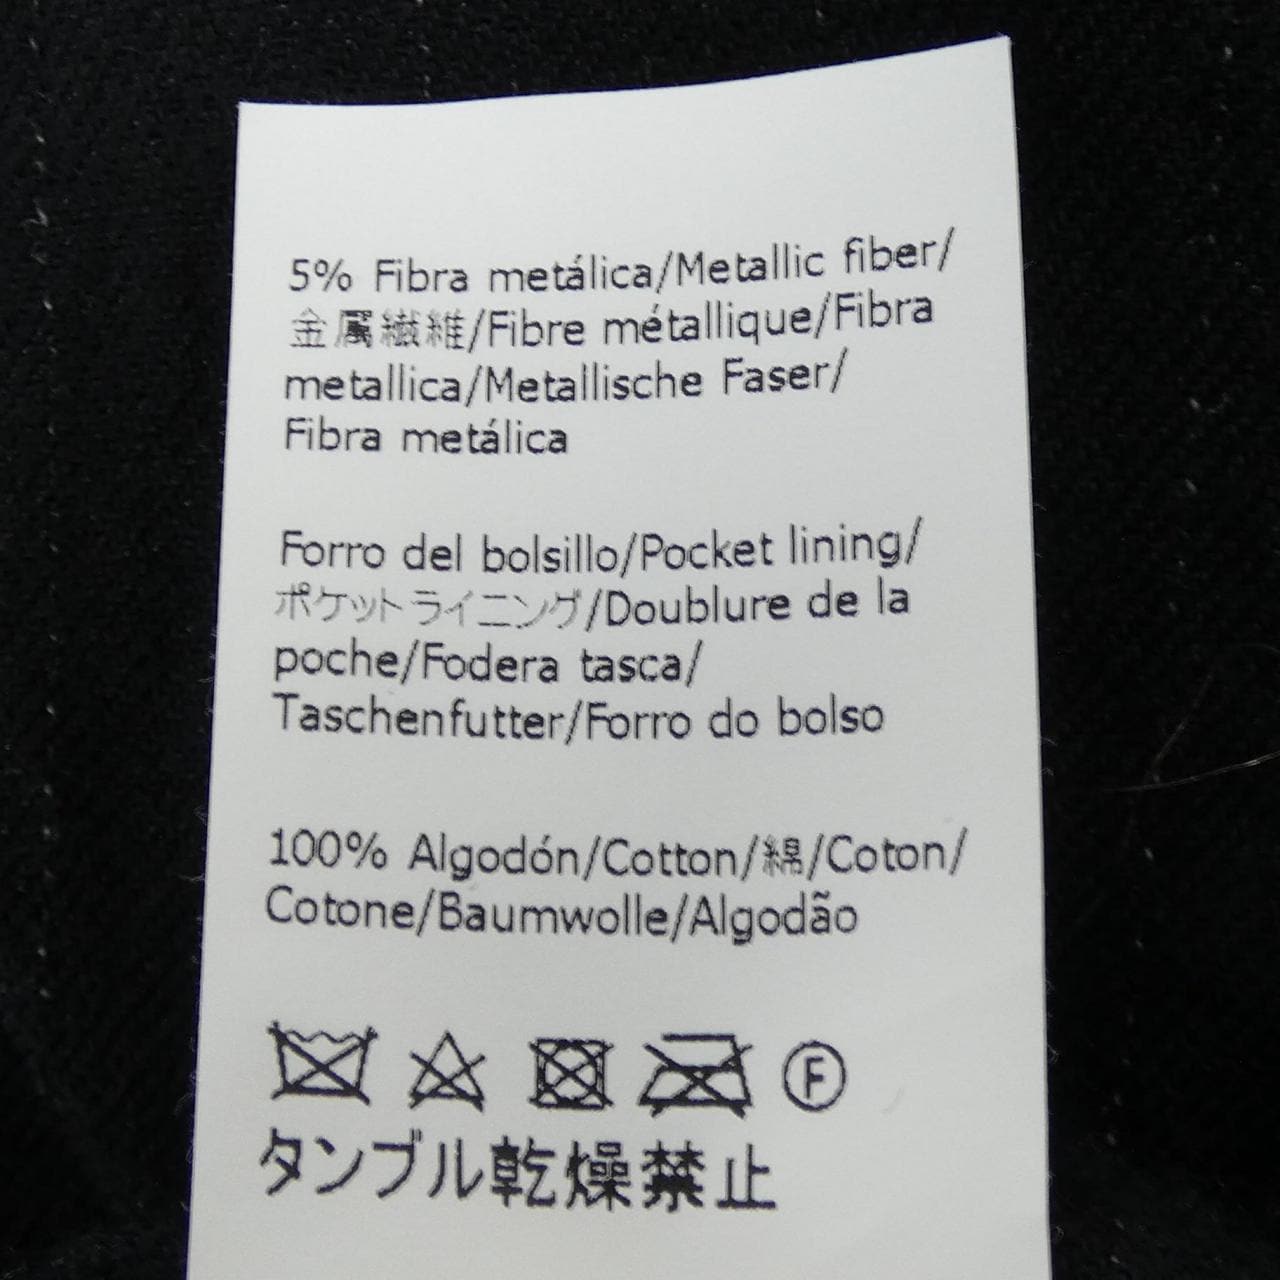 5% Fibra metálica/Metallic fiber/
金属繊維/Fibre métallique/Fibra
metallica/Metallische Faser/
Fibra metálica
Forro del bolsillo/Pocket lining/
ポケットライニング/Doublure de la
poche/Fodera tasca/
Taschenfutter/Forro do bolso
100% Algodón/Cotton/綿/Coton/
Cotone/Baumwolle/Algodão
F
タンブル乾燥禁止